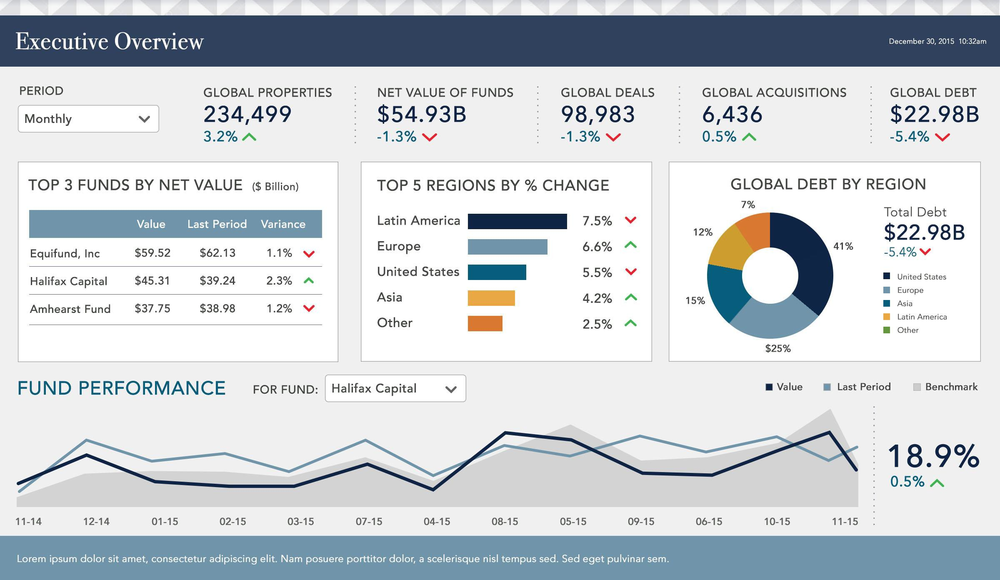 Executive Overview
December 30, 2015 10:32am
PERIOD
Monthly
GLOBAL PROPERTIES
234,499
3.2%
NET VALUE OF FUNDS
$54.93B
-1.3%
GLOBAL DEALS
98,983
-1.3%
GLOBAL ACQUISITIONS
6,436
0.5%
GLOBAL DEBT
$22.98B
-5.4%
TOP 3 FUNDS BY NET VALUE ($ Billion)
Value Last Period Variance
Equifund, Inc $59.52 $62.13 1.1%
Halifax Capital $45.31 $39.24 2.3%
Amhearst Fund $37.75 $38.98 1.2%
TOP 5 REGIONS BY % CHANGE
Latin America 7.5%
Europe 6.6%
United States 5.5%
Asia 4.2%
Other 2.5%
GLOBAL DEBT BY REGION
7%
12%
41%
15%
$25%
Total Debt
$22.98B
-5.4%
United States
Europe
Asia
Latin America
Other
FUND PERFORMANCE
FOR FUND: Halifax Capital
Value Last Period Benchmark
18.9%
0.5%
11-14 12-14 01-15 02-15 03-15 07-15 04-15 08-15 05-15 09-15 06-15 10-15 11-15
Lorem ipsum dolor sit amet, consectetur adipiscing elit. Nam posuere porttitor dolor, a scelerisque nisl tempus sed. Sed eget pulvinar sem.